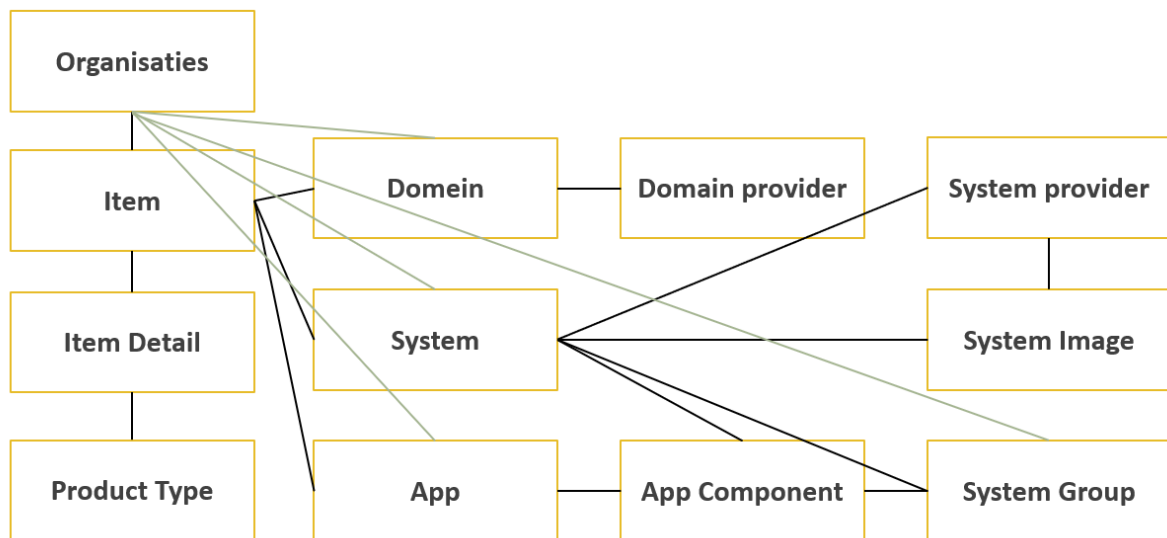 Organisaties
Item
Domein
Domain provider
System provider
Item Detail
System
System Image
Product Type
App
App Component
System Group